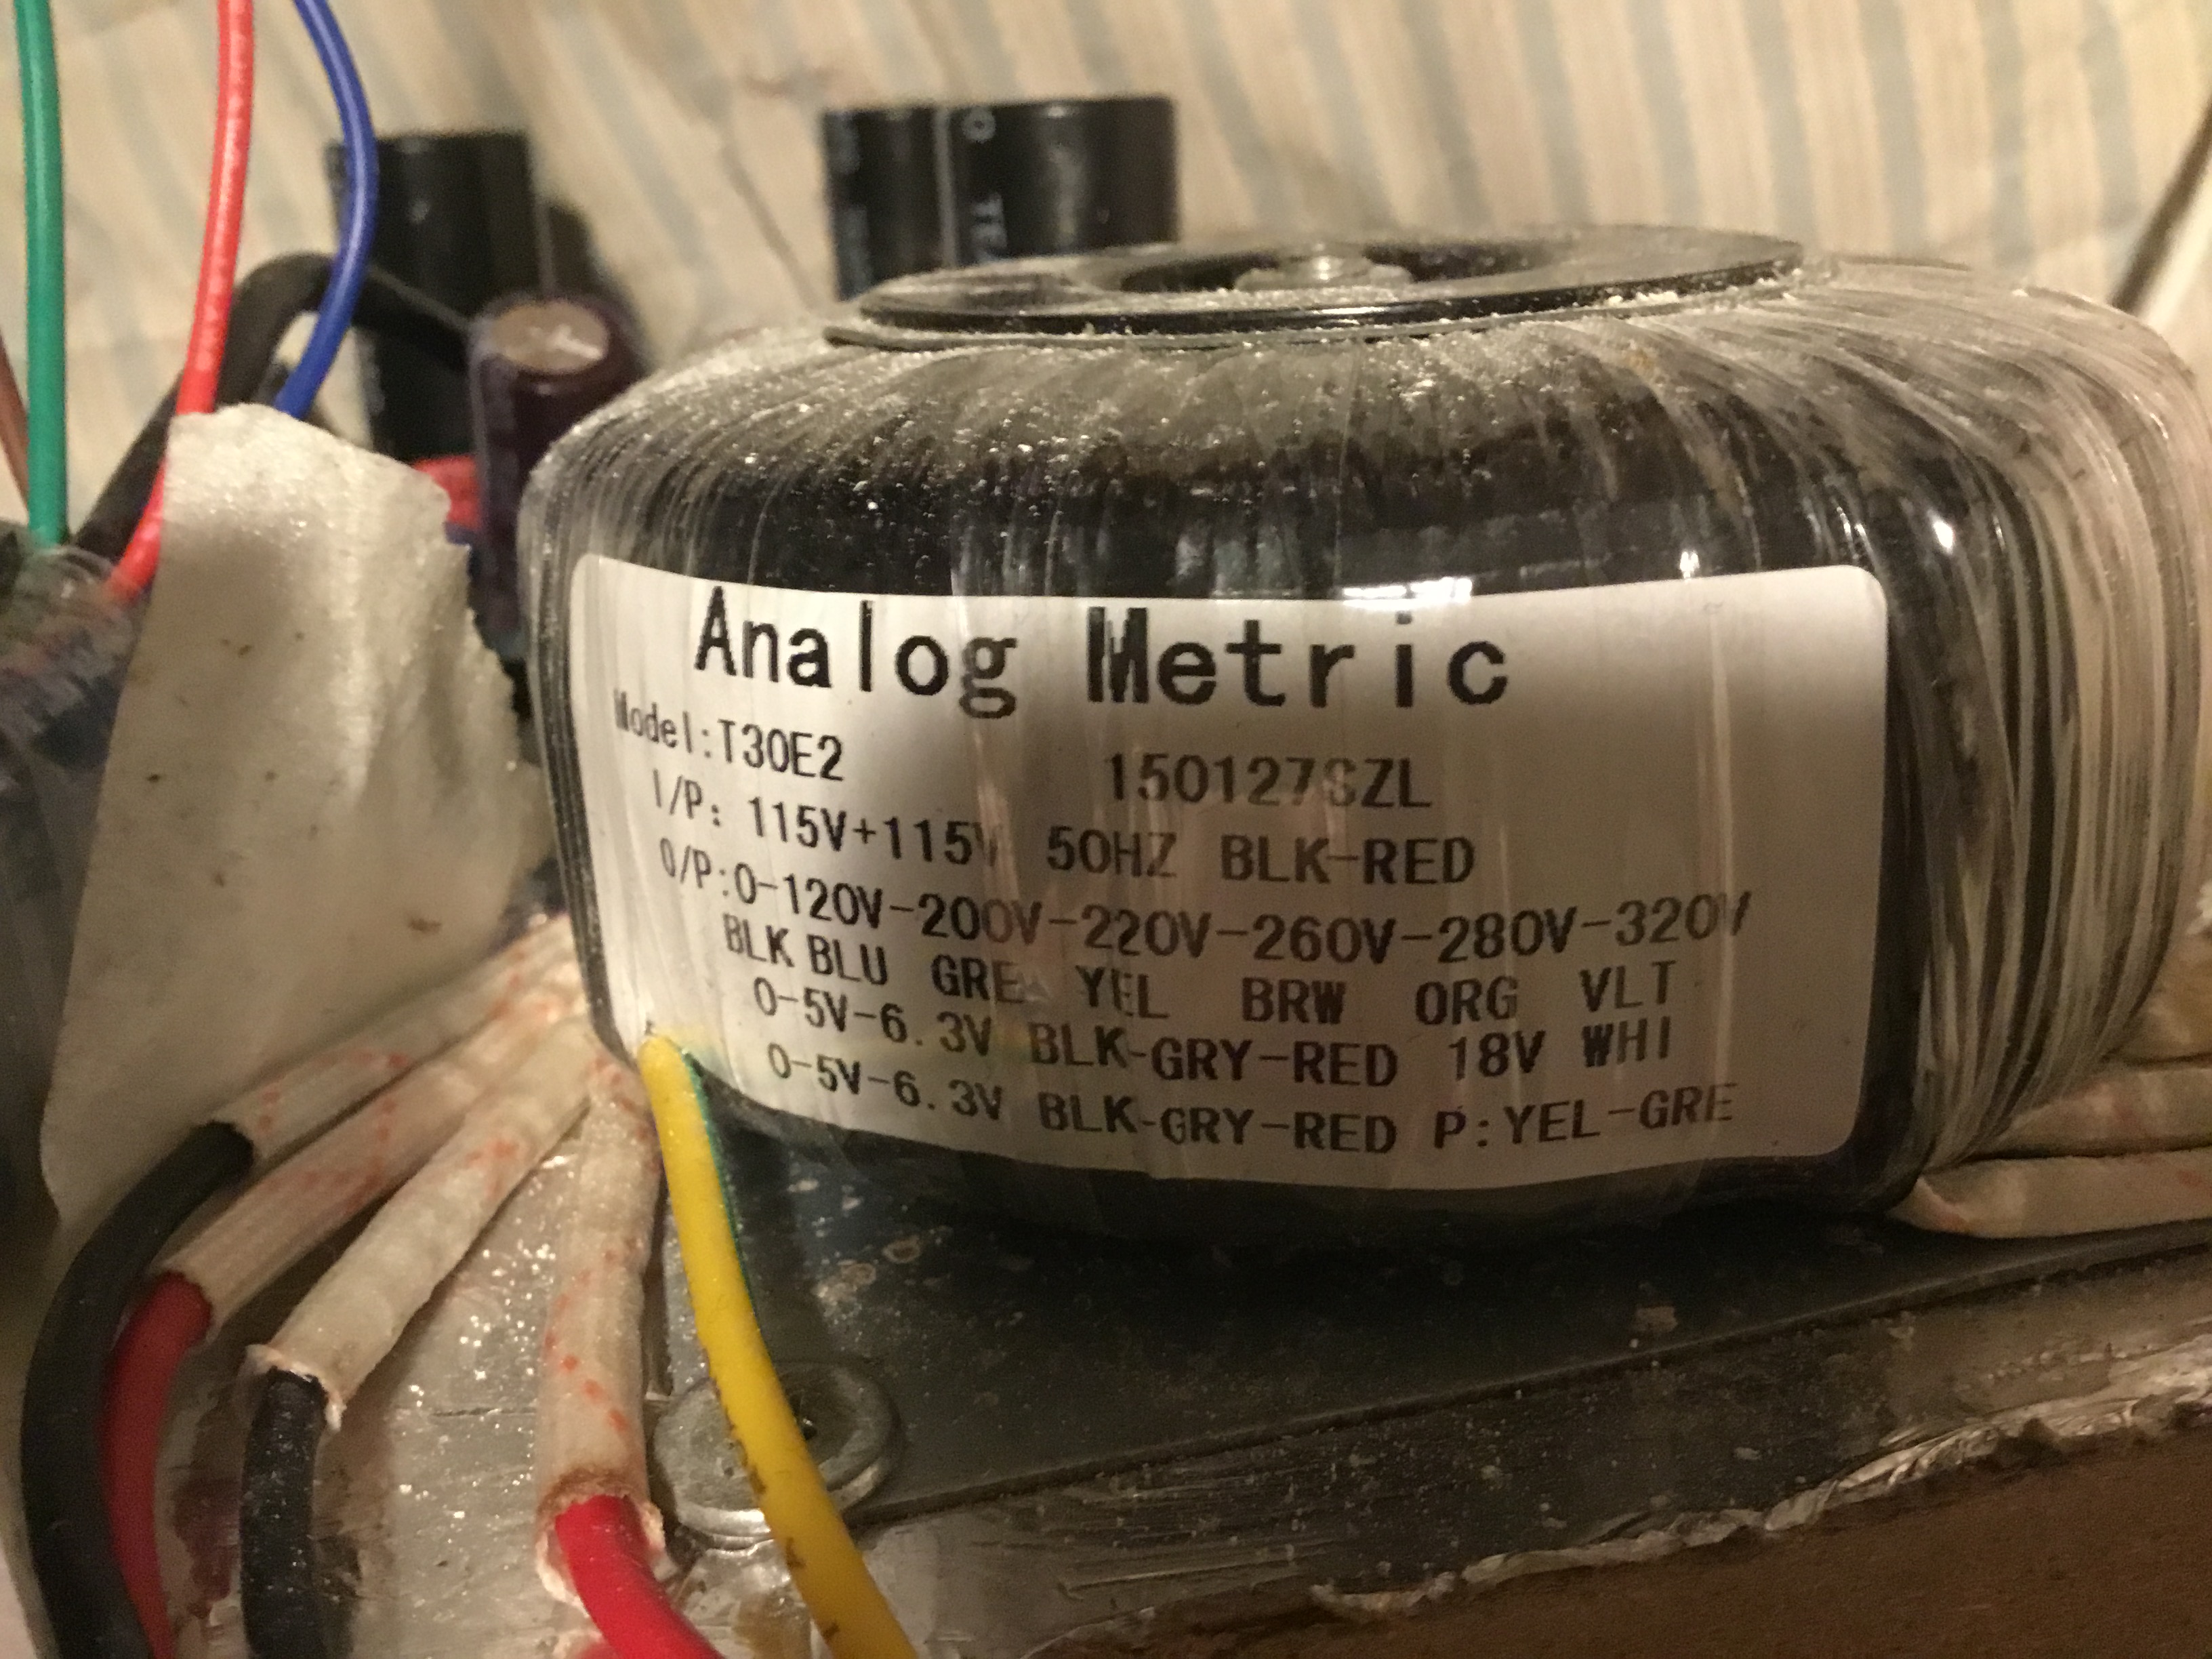 Analog Metric
Model:T30E2 150127SZL
I/P: 115V+115V 50HZ BLK-RED
O/P:0-120V-200V-220V-260V-280V-320V
BLK BLU GRE YEL BRW ORG VLT
0-5V-6.3V BLK-GRY-RED 18V WHI
0-5V-6.3V BLK-GRY-RED P:YEL-GRE